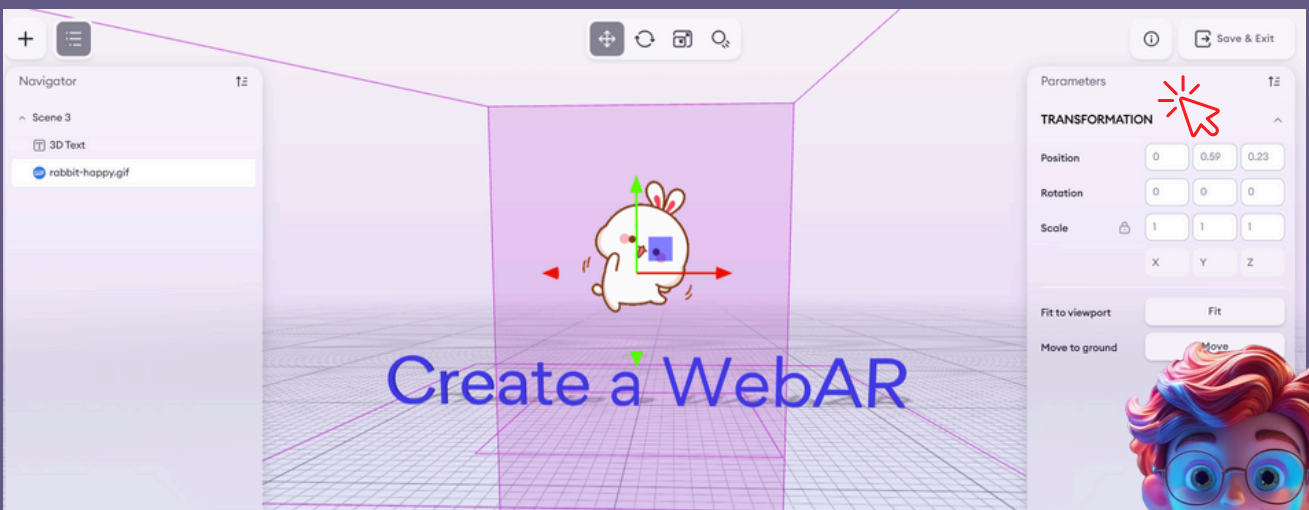 Save & Exit
Navigator
Scene 3
3D Text
GIF
rabbit-happy.gif
Create a WebAR
Parameters
TRANSFORMATION
Position 0 0.59 0.23
Rotation 0 0 0
Scale 1 1 1
X Y Z
Fit to viewport Fit
Move to ground Move